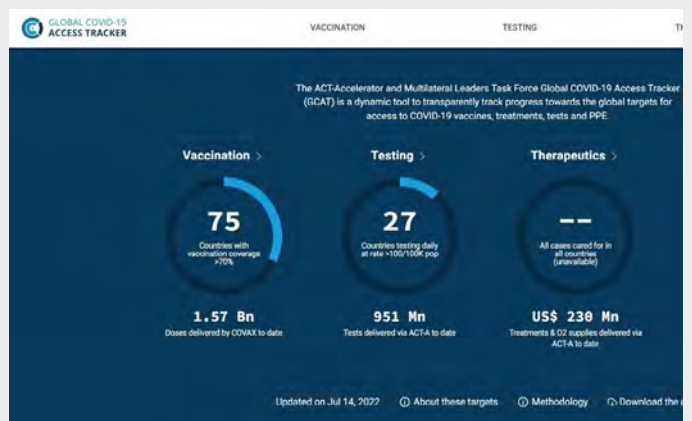 GLOBAL COVID-19
ACCESS TRACKER
VACCINATION
TESTING
The ACT-Accelerator and Multilateral Leaders Task Force Global COVID-19 Access Tracker
(GCAT) is a dynamic tool to transparently track progress towards the global targets for
access to COVID-19 vaccines, treatments, tests and PPE.
Vaccination >
Testing >
Therapeutics >
75
Countries with
vaccination coverage
>70%
27
Countries testing daily
at rate ~100/100K pop
--
All cases cared for in
all countries
(unavailable)
1.57 Bn
Doses delivered by COVAX to date
951 Mn
Tests delivered via ACT-A to date
US$ 230 Mn
Treatments & O2 supplies delivered via
ACT-A to date
Updated on Jul 14, 2022
About these targets
Methodology
Download the